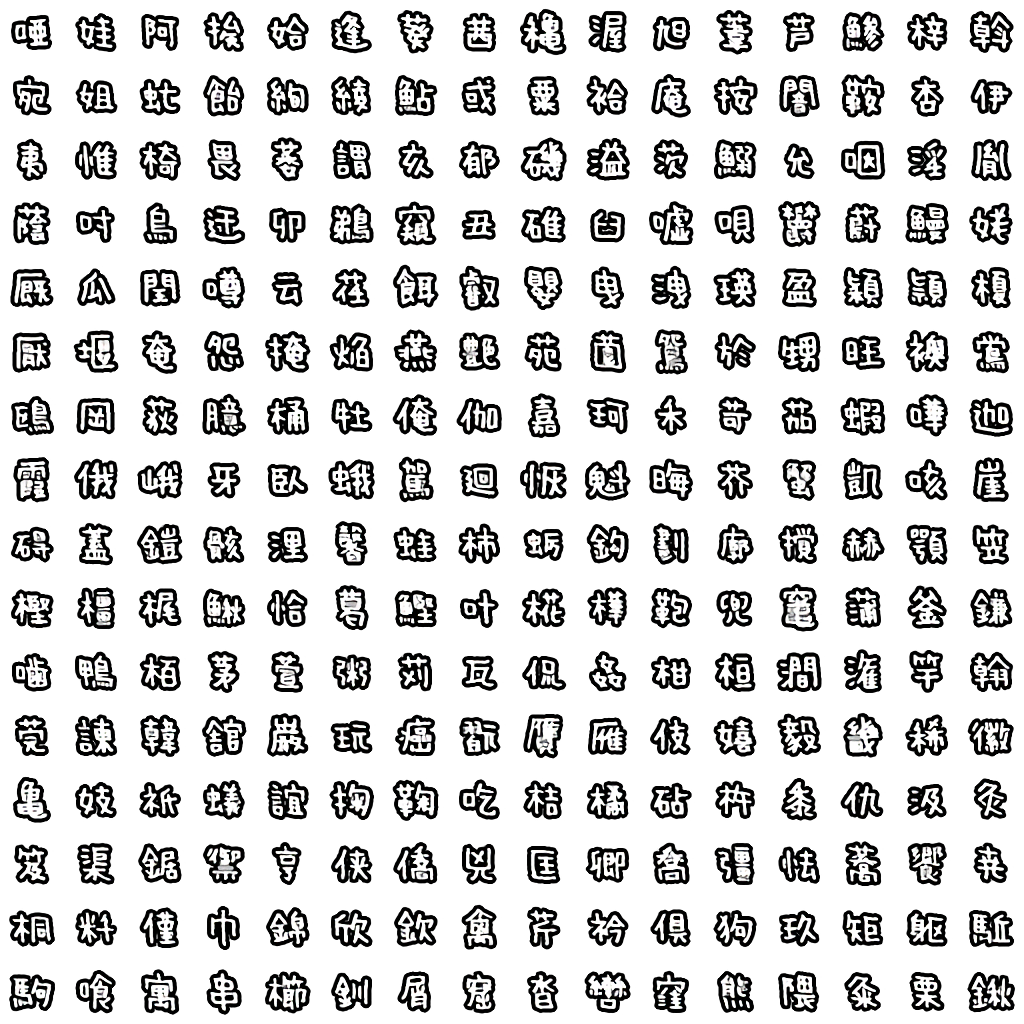 唖娃阿挨姶逢葵茜穐渥旭葦芦鯵梓斡
宛姐虻飴絢綾鮎或粟袷庵按闇鞍杏伊
夷惟椅畏萎謂亥郁磯溢茨鰯允咽淫胤
蔭吋烏迂卯鵜窺丑碓臼嘘唄欝蔚鰻姥
厩瓜閏噂云荏餌叡嬰曳洩瑛盈穎頴榎
厭堰奄怨掩焔燕艶苑薗鴛於甥旺襖鴬
鴎岡荻臆桶牡俺伽嘉珂禾苛茄蝦嘩迦
霞俄峨牙臥蛾駕廻恢魁晦芥蟹凱咳崖
碍蓋鎧骸浬馨蛙柿蛎鈎劃廓撹赫顎笠
樫橿梶鰍恰葛鰹叶椛樺鞄兜竃蒲釜鎌
噛鴨栢茅萱粥苅瓦侃姦柑桓澗潅竿翰
莞諌韓舘巌玩癌翫贋雁伎嬉毅畿稀徽
亀妓祇蟻誼掬鞠吃桔橘砧杵黍仇汲灸
笈渠鋸禦亨侠僑兇匡卿喬彊怯蕎饗尭
桐粁僅巾錦欣欽禽芹衿倶狗玖矩躯駈
駒喰寓串櫛釧屑窟沓轡窪熊隈粂栗鍬